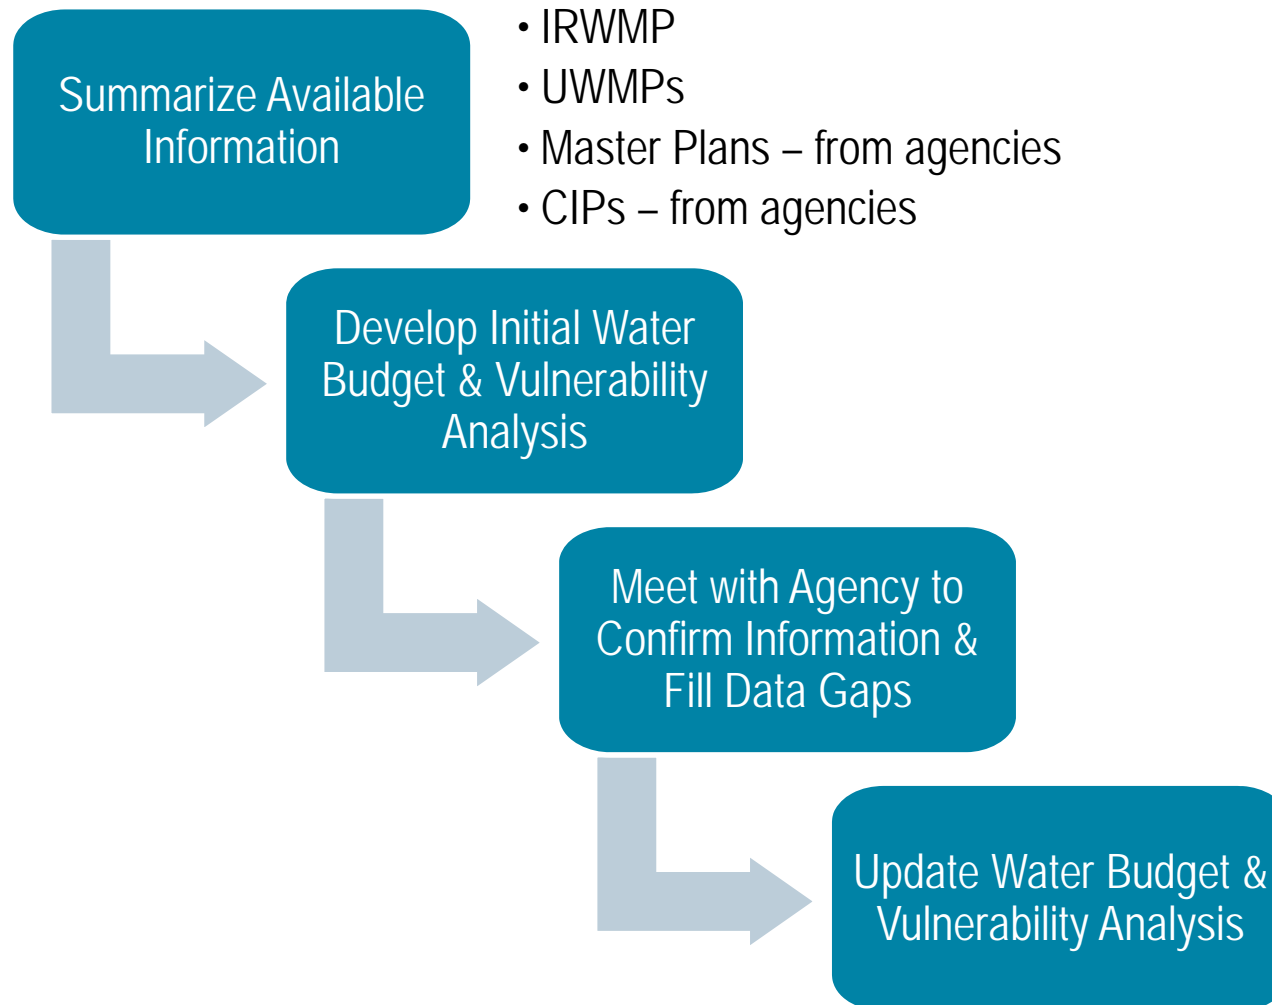 Summarize Available
Information
• IRWMP
• UWMPs
• Master Plans – from agencies
• CIPs – from agencies
Develop Initial Water
Budget & Vulnerability
Analysis
Meet with Agency to
Confirm Information &
Fill Data Gaps
Update Water Budget &
Vulnerability Analysis